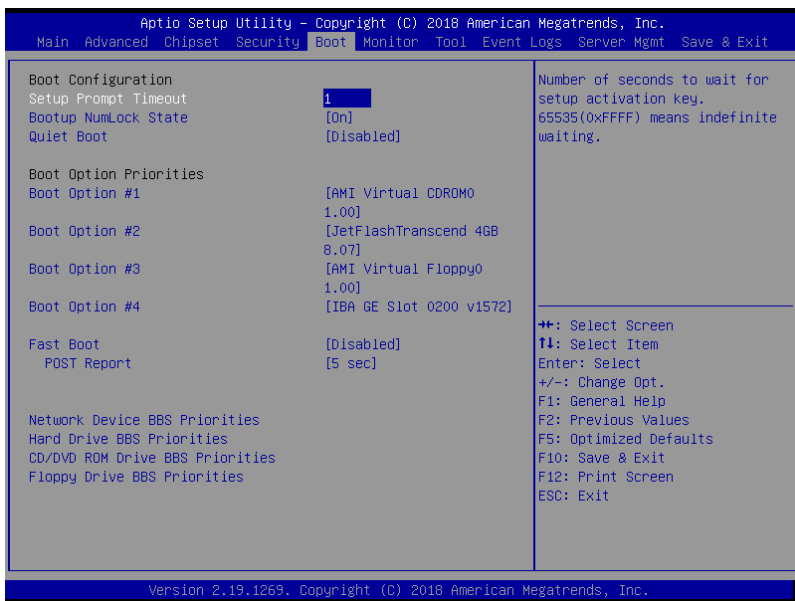 Aptio Setup Utility – Copyright (C) 2018 American Megatrends, Inc.
Main Advanced Chipset Security Boot Monitor Tool Event Logs Server Mgmt Save & Exit
Boot Configuration
Setup Prompt Timeout 1
Bootup NumLock State [On]
Quiet Boot [Disabled]
Boot Option Priorities
Boot Option #1 [AMI Virtual CDROM0
1.00]
Boot Option #2 [JetFlashTranscend 4GB
8.07]
Boot Option #3 [AMI Virtual Floppy0
1.00]
Boot Option #4 [IBA GE Slot 0200 v1572]
Fast Boot [Disabled]
POST Report [5 sec]
Network Device BBS Priorities
Hard Drive BBS Priorities
CD/DVD ROM Drive BBS Priorities
Floppy Drive BBS Priorities
Number of seconds to wait for
setup activation key.
65535(0xFFFF) means indefinite
waiting.
→←: Select Screen
↑↓: Select Item
Enter: Select
+/-: Change Opt.
F1: General Help
F2: Previous Values
F5: Optimized Defaults
F10: Save & Exit
F12: Print Screen
ESC: Exit
Version 2.19.1269. Copyright (C) 2018 American Megatrends, Inc.